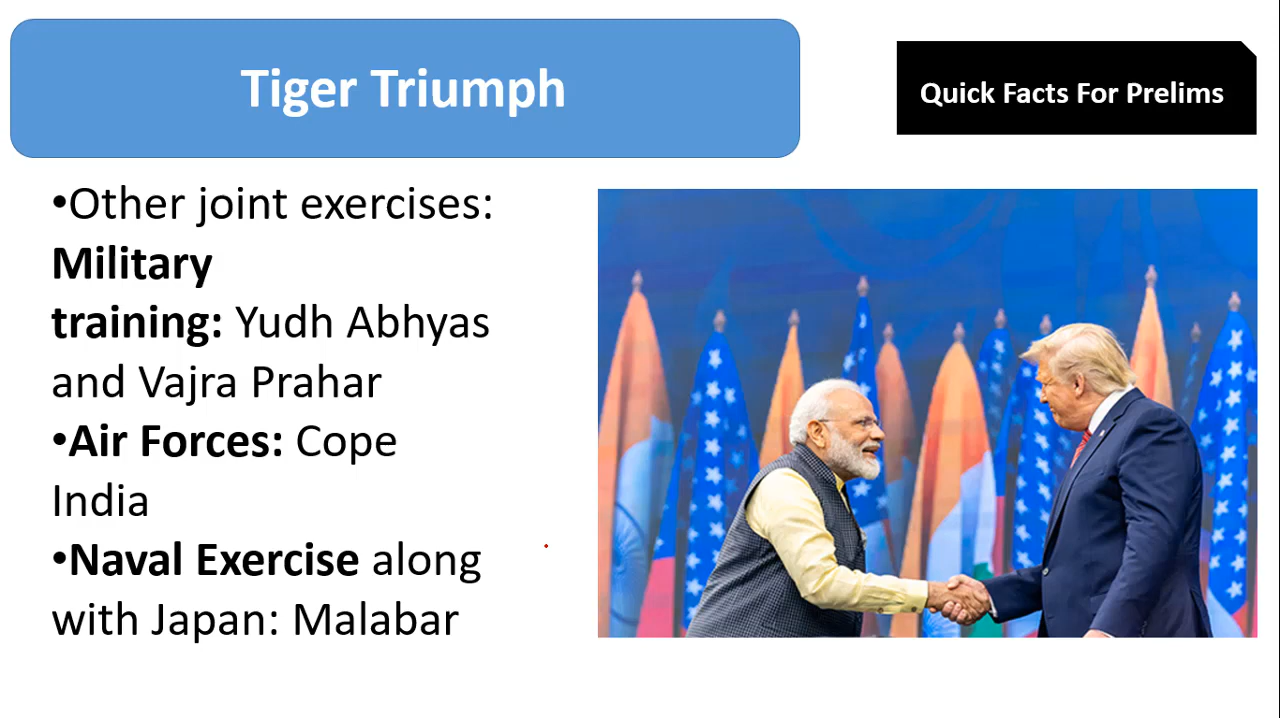 Tiger Triumph
Quick Facts For Prelims
•Other joint exercises:
Military
training: Yudh Abhyas
and Vajra Prahar
•Air Forces: Cope
India
•Naval Exercise along
with Japan: Malabar